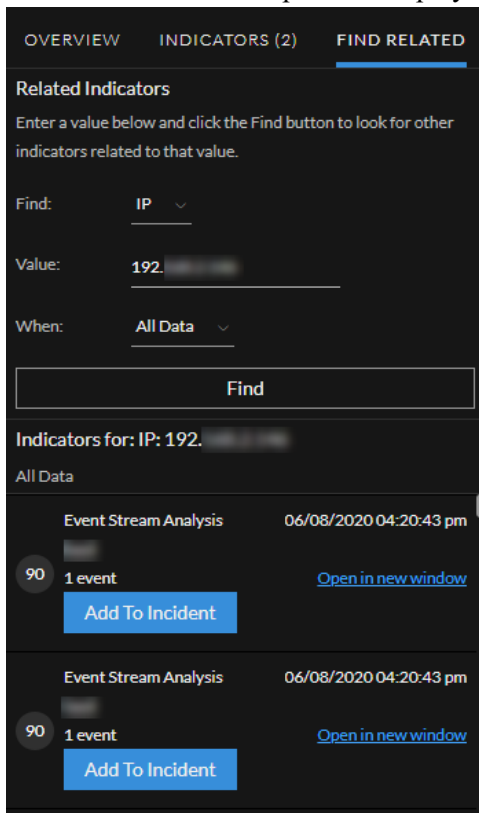 OVERVIEW INDICATORS (2) FIND RELATED
Related Indicators
Enter a value below and click the Find button to look for other
indicators related to that value.
Find: IP
Value: 192.
When: All Data
Find
Indicators for: IP: 192.
All Data
Event Stream Analysis 06/08/2020 04:20:43 pm
90 1 event Open in new window
Add To Incident
Event Stream Analysis 06/08/2020 04:20:43 pm
90 1 event Open in new window
Add To Incident